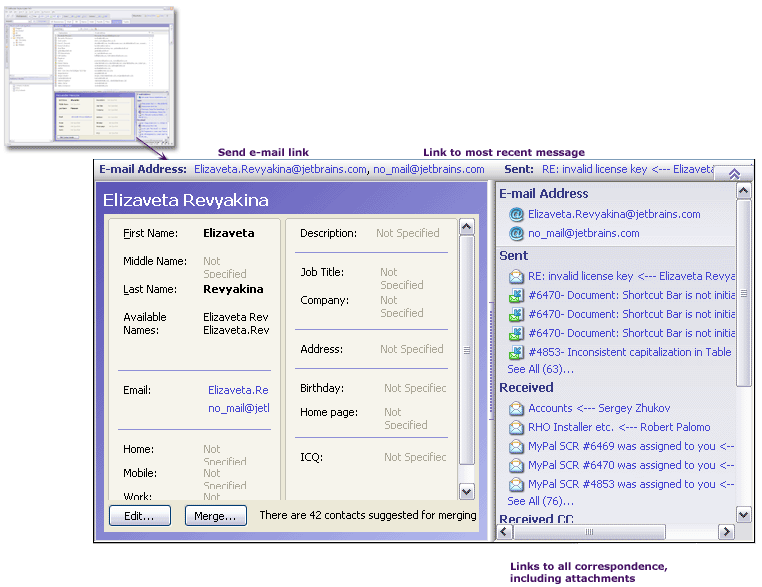 Send e-mail link
Link to most recent message
E-mail Address: Elizaveta.Revyakina@jetbrains.com, no_mail@jetbrains.com Sent: RE: invalid license key <--- Elizaveta
Elizaveta Revyakina
First Name: Elizaveta
Middle Name: Not
Specified
Last Name: Revyakina
Available
Names:
Elizaveta Rev
Elizaveta.Rev
Email: Elizaveta.Re
no_mail@jetl
Home: Not
Specified
Mobile: Not
Specified
Work: Not
Description: Not Specified
Job Title: Not
Specified
Company: Not
Specified
Address: Not Specified
Birthday: Not Specifiec
Home page: Not
Specified
ICQ: Not Specifiec
Edit... Merge... There are 42 contacts suggested for merging
E-mail Address
Elizaveta.Revyakina@jetbrains.com
no_mail@jetbrains.com
Sent
RE: invalid license key <--- Elizaveta Revya
#6470- Document: Shortcut Bar is not initia
#6470- Document: Shortcut Bar is not initia
#6470- Document: Shortcut Bar is not initia
#4853- Inconsistent capitalization in Table
See All (63)...
Received
Accounts <--- Sergey Zhukov
RHO Installer etc. <--- Robert Palomo
MyPal SCR #6469 was assigned to you <--
MyPal SCR #6470 was assigned to you <--
MyPal SCR #4853 was assigned to you <--
See All (76)...
Received CC
Links to all correspondence,
including attachments